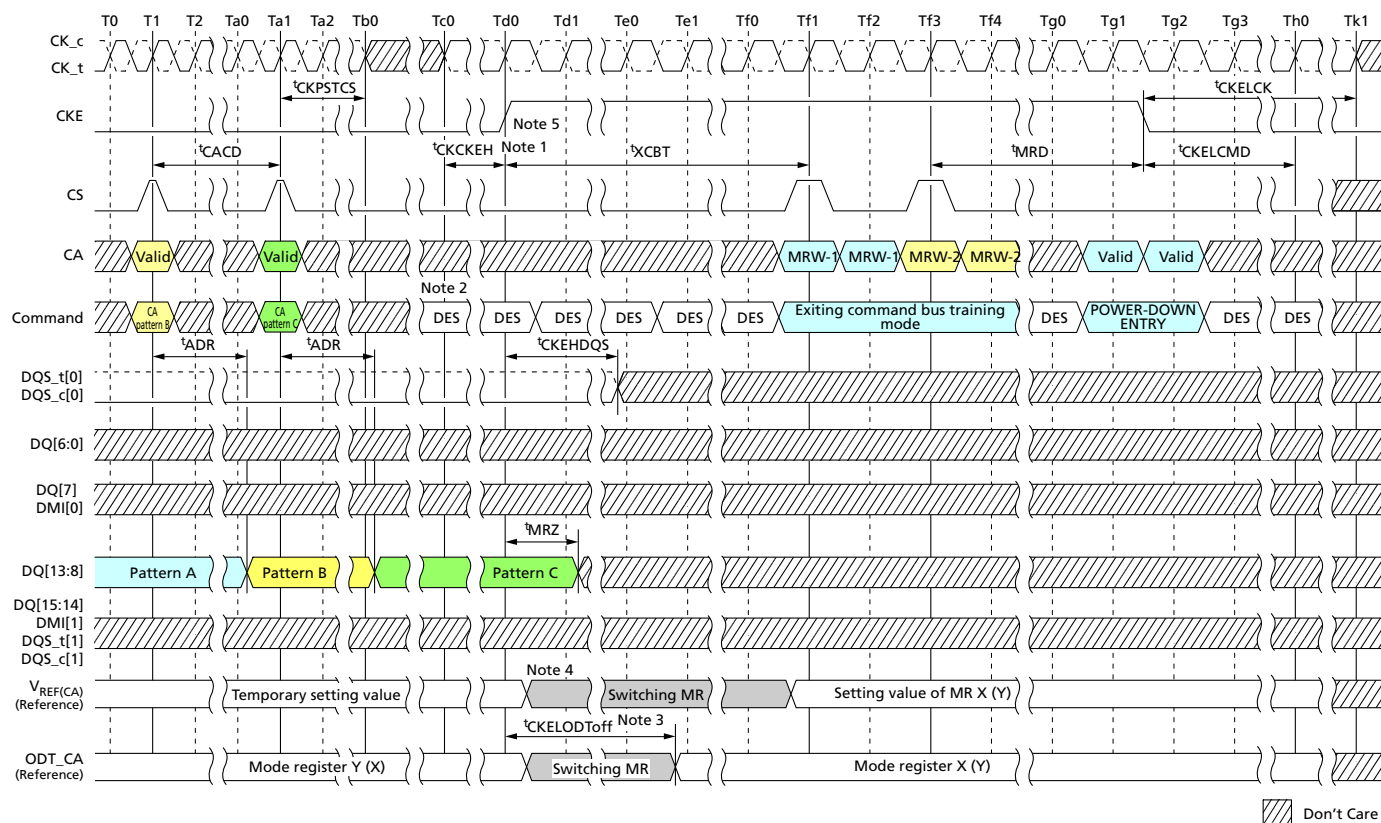 T0 T1 T2 Ta0 Ta1 Ta2 Tb0 Tc0 Td0 Td1 Te0 Te1 Tf0 Tf1 Tf2 Tf3 Tf4 Tg0 Tg1 Tg2 Tg3 Th0 Tk1
CK_c
CK_t
tCKPSTCS
tCKELCK
CKE
Note 5
tCACD
tCKCKEH
Note 1
tXCBT
tMRD
tCKELCMD
CS
CA
Valid Valid MRW-1 MRW-1 MRW-2 MRW-2 Valid Valid
Note 2
Command
CA pattern B
CA pattern C
DES DES DES DES DES DES
Exiting command bus training mode
DES
POWER-DOWN ENTRY
DES DES
tADR
tADR
tCKEHDQS
DQS_t[0]
DQS_c[0]
DQ[6:0]
DQ[7]
DMI[0]
tMRZ
DQ[13:8]
Pattern A Pattern B Pattern C
DQ[15:14]
DMI[1]
DQS_t[1]
DQS_c[1]
Note 4
VREF(CA)
(Reference)
Temporary setting value Switching MR Setting value of MR X (Y)
tCKELODToff
Note 3
ODT_CA
(Reference)
Mode register Y (X) Switching MR Mode register X (Y)
Don't Care